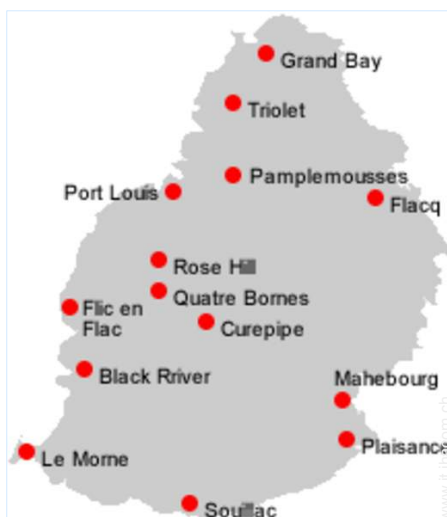 Grand Bay
Triolet
Pamplemousses
Port Louis
Flacq
Rose Hill
Quatre Bornes
Flic en
Flac
Curepipe
Black Rriver
Mahebourg
Plaisance
Le Morne
Souillac